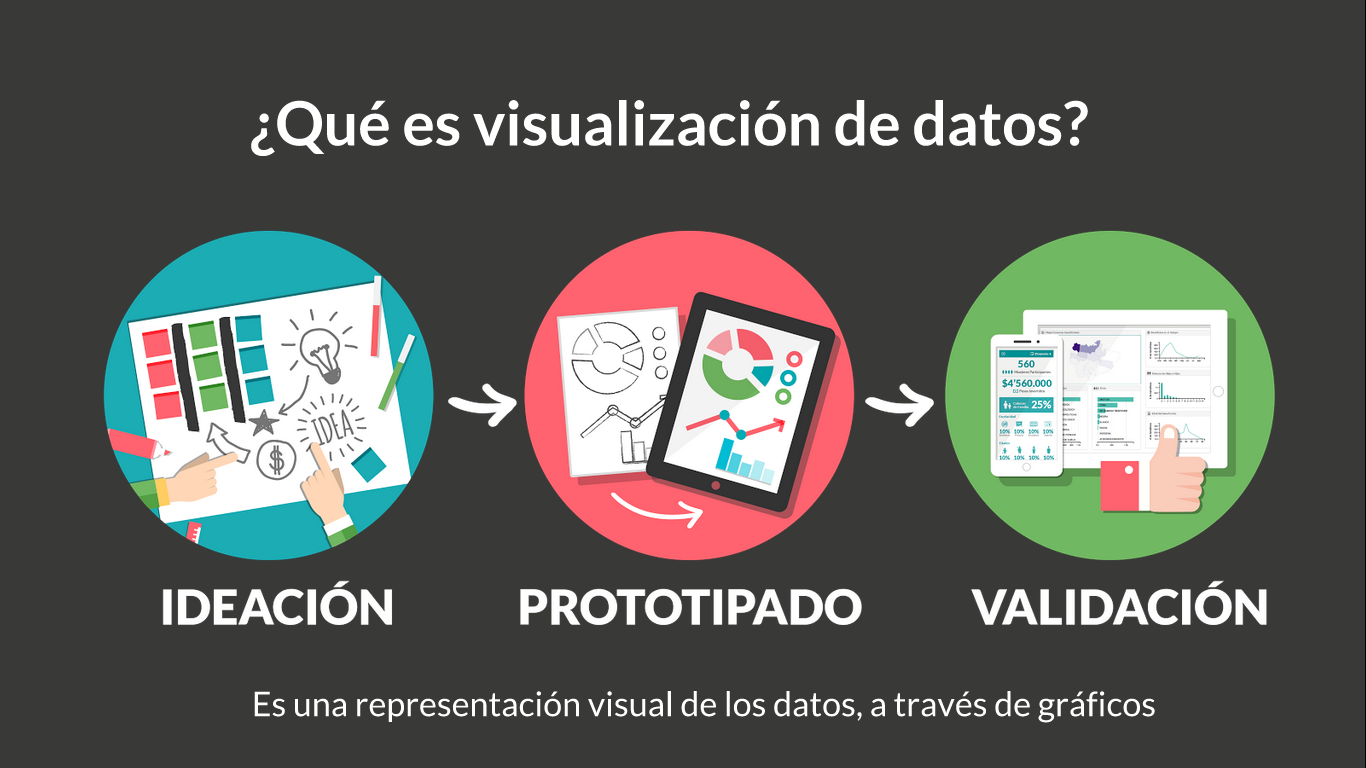 ¿Qué es visualización de datos?
IDEA
$
560
$4'560.000
25%
10% 10% 10% 10%
10% 10% 10% 10%
IDEACIÓN
PROTOTIPADO
VALIDACIÓN
Es una representación visual de los datos, a través de gráficos